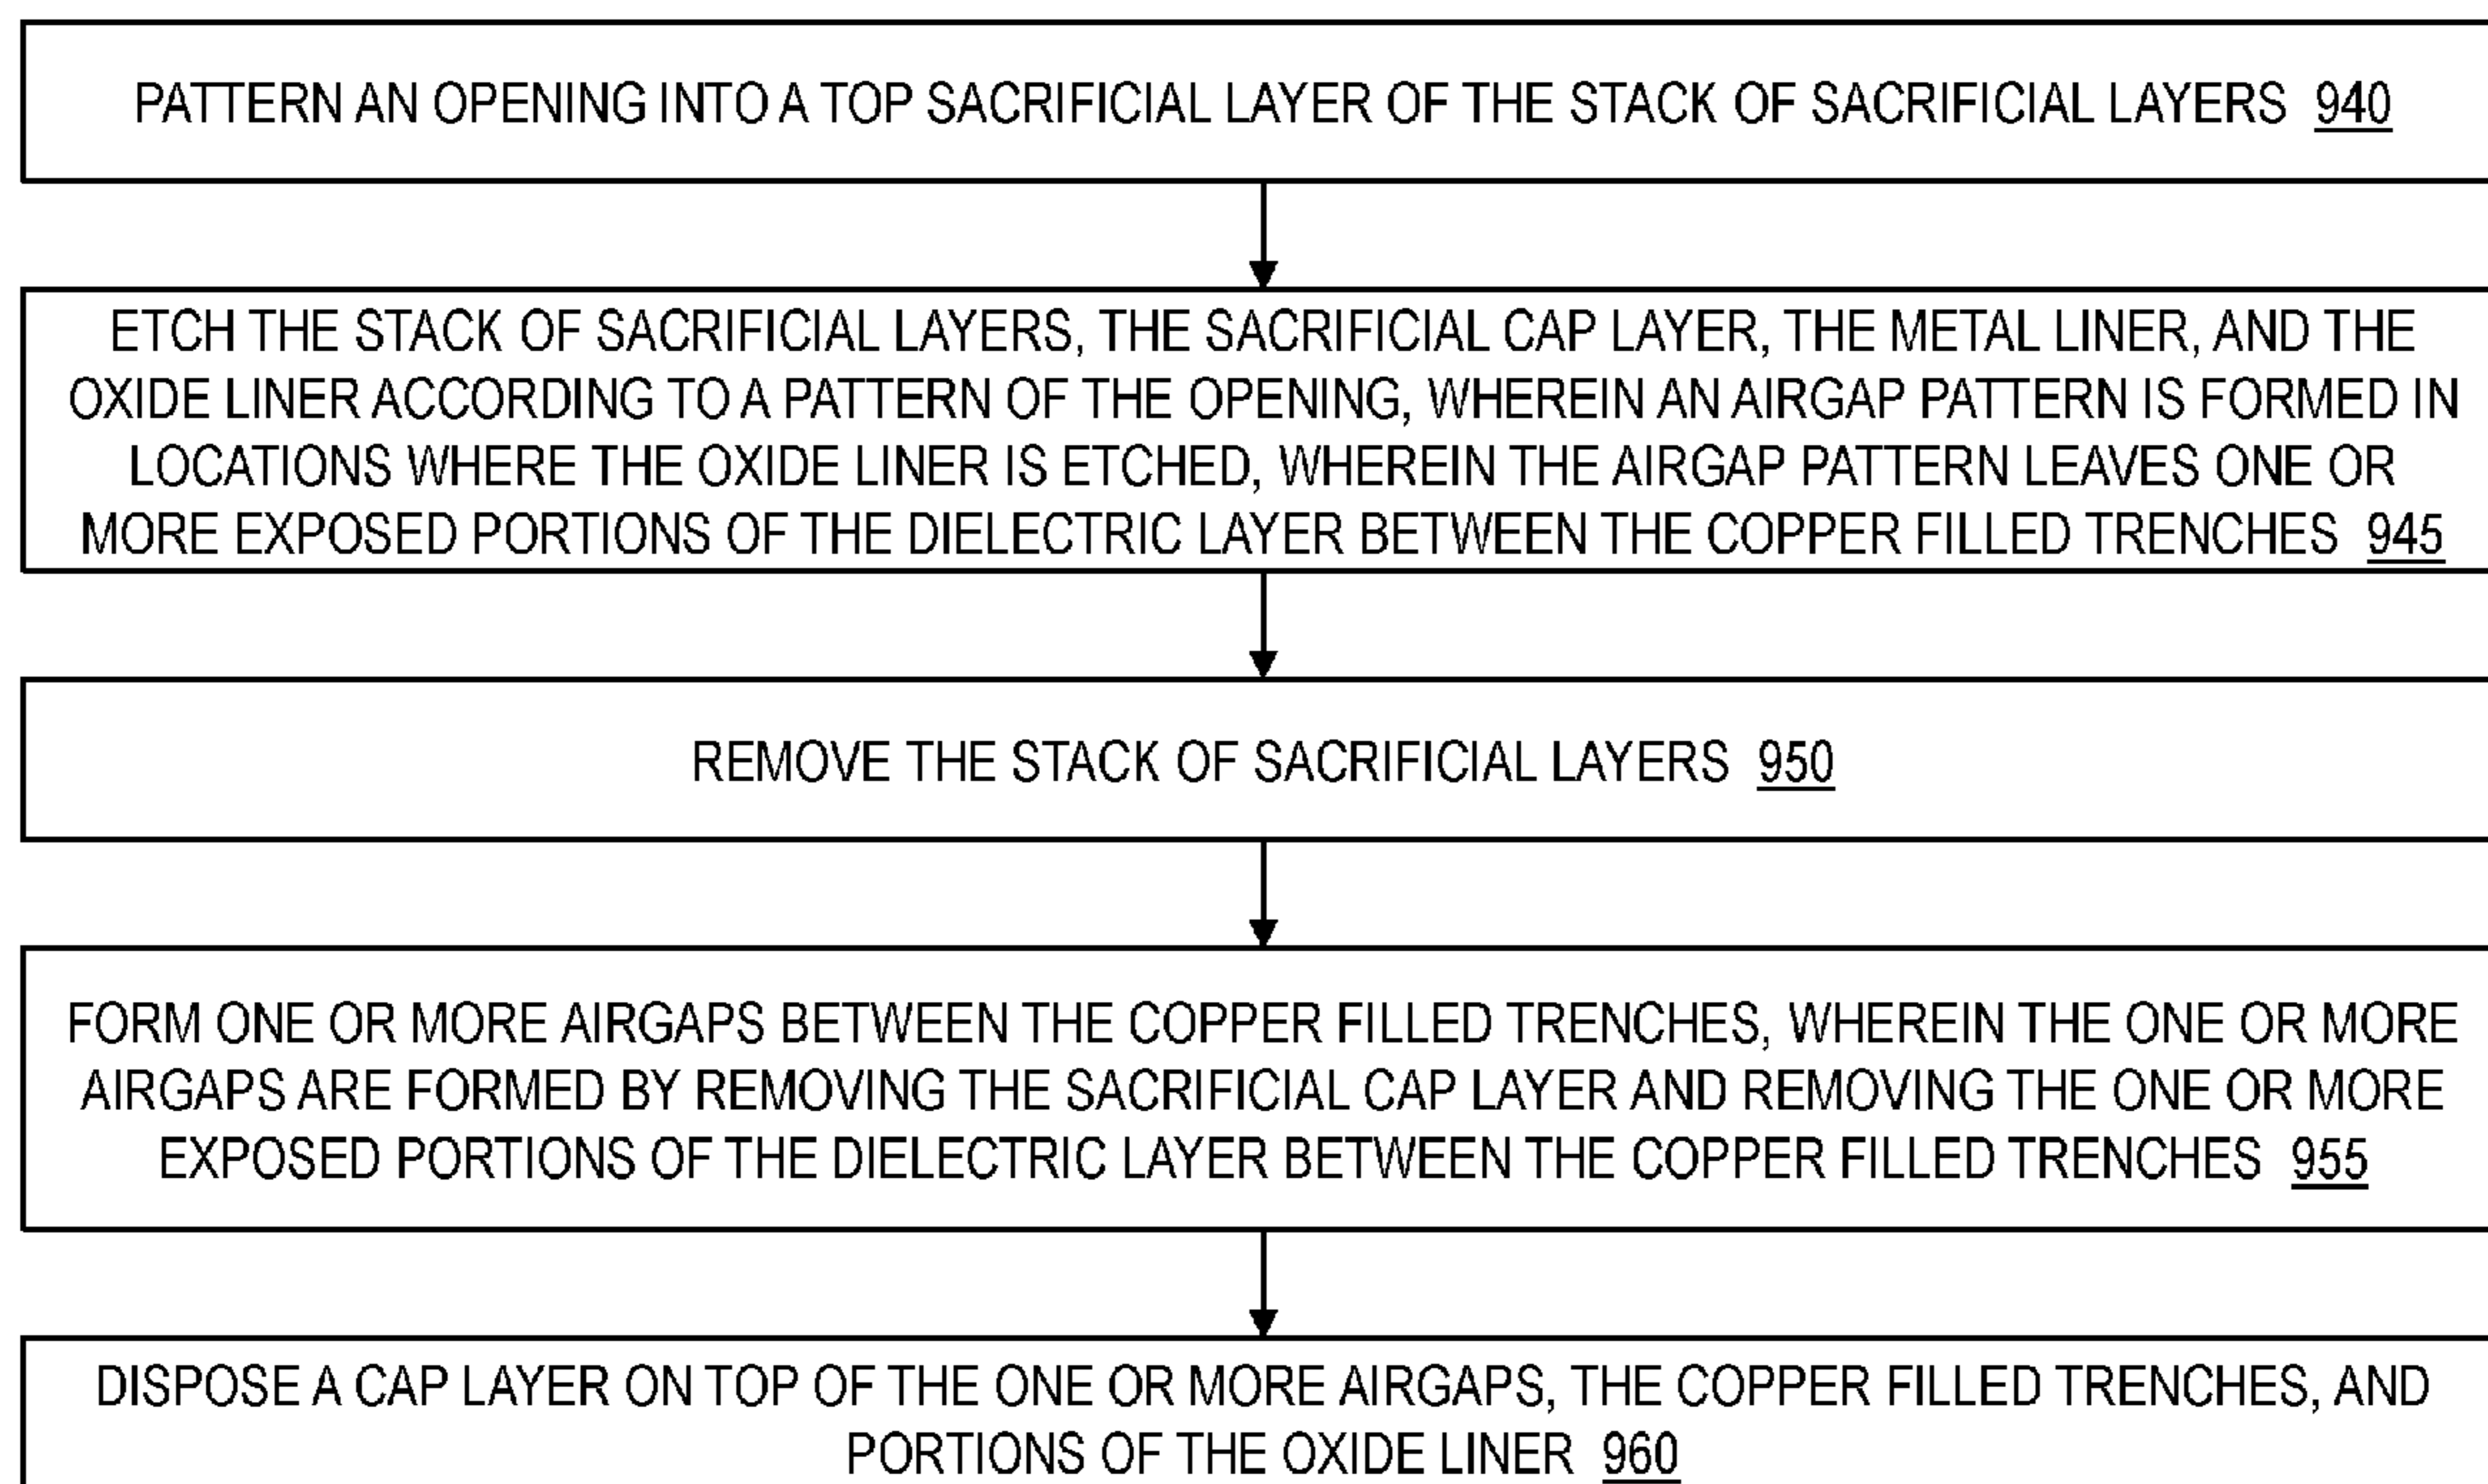 PATTERN AN OPENING INTO A TOP SACRIFICIAL LAYER OF THE STACK OF SACRIFICIAL LAYERS 940
ETCH THE STACK OF SACRIFICIAL LAYERS, THE SACRIFICIAL CAP LAYER, THE METAL LINER, AND THE
OXIDE LINER ACCORDING TO A PATTERN OF THE OPENING, WHEREIN AN AIRGAP PATTERN IS FORMED IN
LOCATIONS WHERE THE OXIDE LINER IS ETCHED, WHEREIN THE AIRGAP PATTERN LEAVES ONE OR
MORE EXPOSED PORTIONS OF THE DIELECTRIC LAYER BETWEEN THE COPPER FILLED TRENCHES 945
REMOVE THE STACK OF SACRIFICIAL LAYERS 950
FORM ONE OR MORE AIRGAPS BETWEEN THE COPPER FILLED TRENCHES, WHEREIN THE ONE OR MORE
AIRGAPS ARE FORMED BY REMOVING THE SACRIFICIAL CAP LAYER AND REMOVING THE ONE OR MORE
EXPOSED PORTIONS OF THE DIELECTRIC LAYER BETWEEN THE COPPER FILLED TRENCHES 955
DISPOSE A CAP LAYER ON TOP OF THE ONE OR MORE AIRGAPS, THE COPPER FILLED TRENCHES, AND
PORTIONS OF THE OXIDE LINER 960